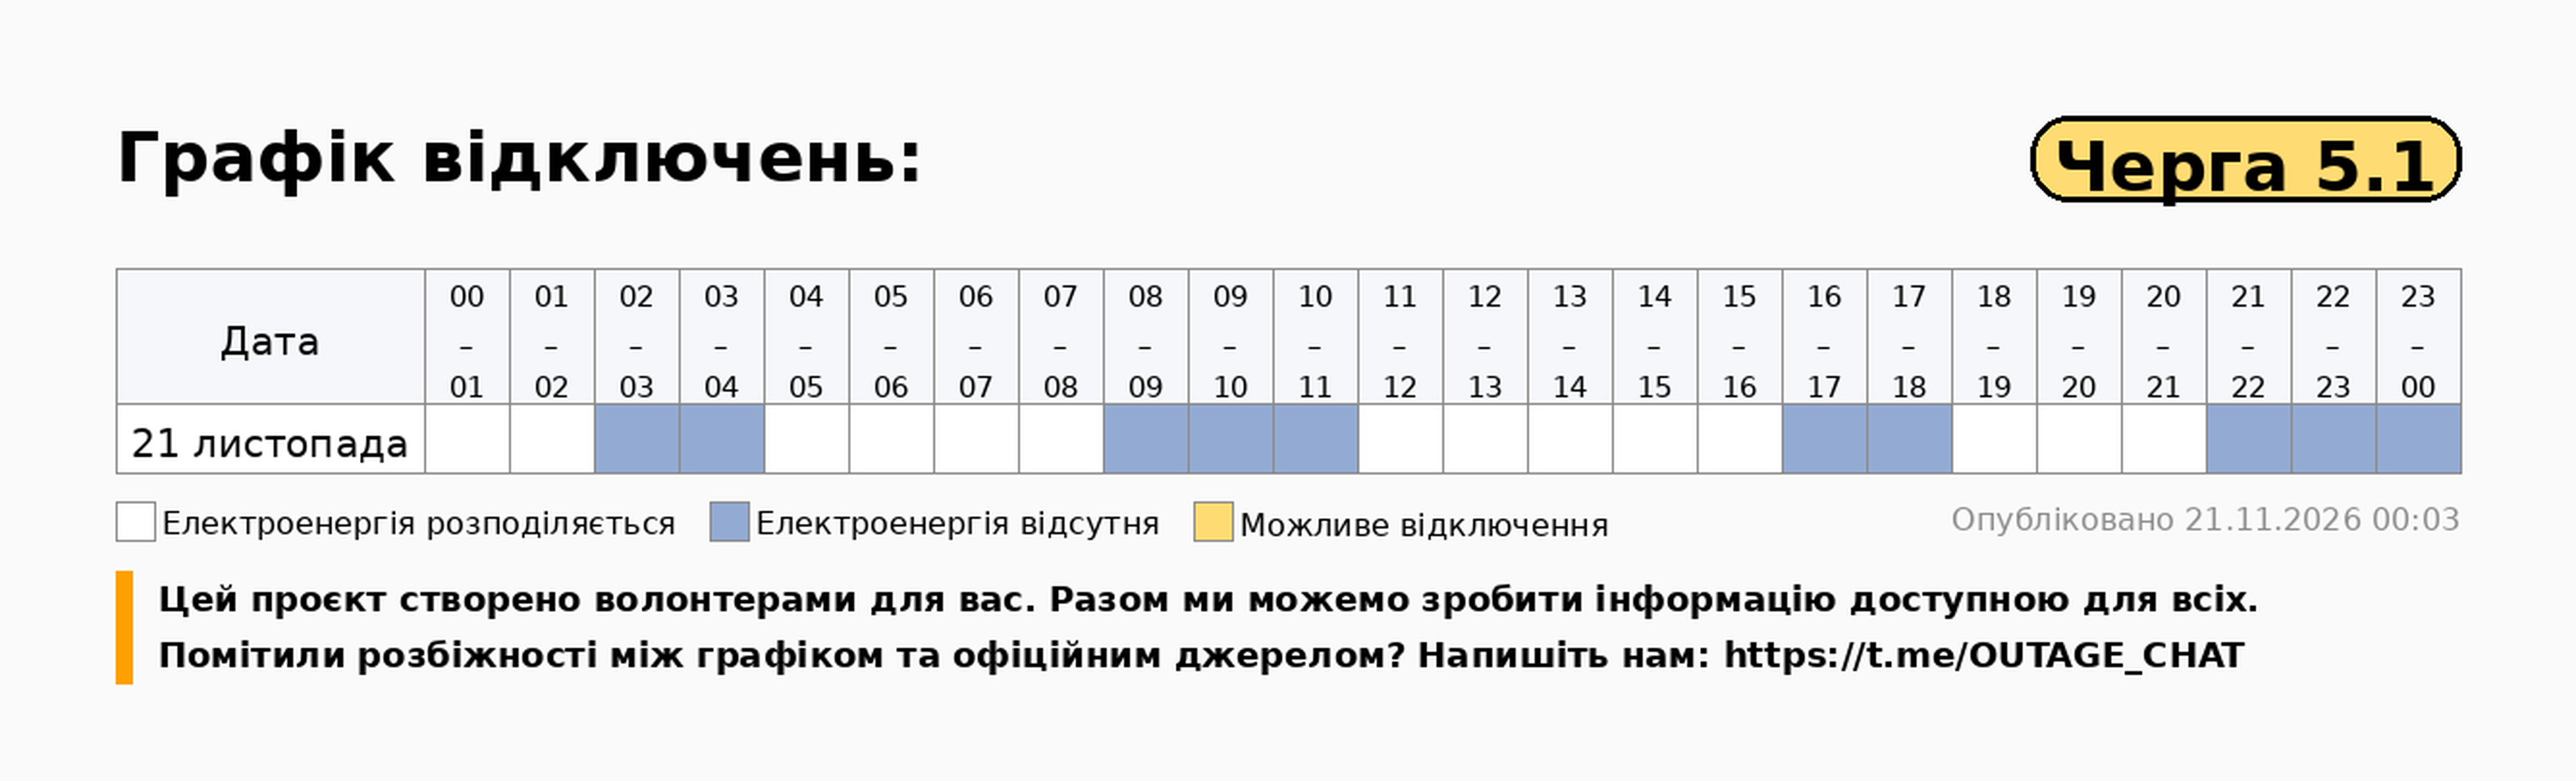 Графік відключень:
Черга 5.1
Дата
00 – 01
01 – 02
02 – 03
03 – 04
04 – 05
05 – 06
06 – 07
07 – 08
08 – 09
09 – 10
10 – 11
11 – 12
12 – 13
13 – 14
14 – 15
15 – 16
16 – 17
17 – 18
18 – 19
19 – 20
20 – 21
21 – 22
22 – 23
23 – 00
21 листопада
Електроенергія розподіляється
Електроенергія відсутня
Можливе відключення
Опубліковано 21.11.2026 00:03
Цей проєкт створено волонтерами для вас. Разом ми можемо зробити інформацію доступною для всіх.
Помітили розбіжності між графіком та офіційним джерелом? Напишіть нам: https://t.me/OUTAGE_CHAT